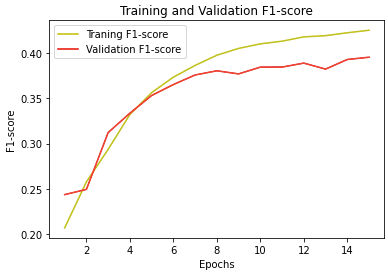 Training and Validation F1-score
Traning F1-score
Validation F1-score
F1-score
0.40
0.35
0.30
0.25
0.20
2 4 6 8 10 12 14
Epochs